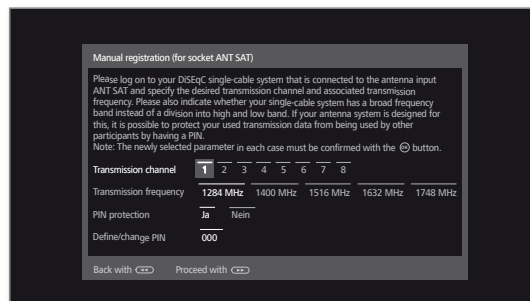 Manual registration (for socket ANT SAT)
Please log on to your DiSEqC single-cable system that is connected to the antenna input
ANT SAT and specify the desired transmission channel and associated transmission
frequency. Please also indicate whether your single-cable system has a broad frequency
band instead of a division into high and low band. If your antenna system is designed for
this, it is possible to protect your used transmission data from being used by other
participants by having a PIN.
Note: The newly selected parameter in each case must be confirmed with the OK button.
Transmission channel 1 2 3 4 5 6 7 8
Transmission frequency 1284 MHz 1400 MHz 1516 MHz 1632 MHz 1748 MHz
PIN protection Ja Nein
Define/change PIN 000
Back with Proceed with